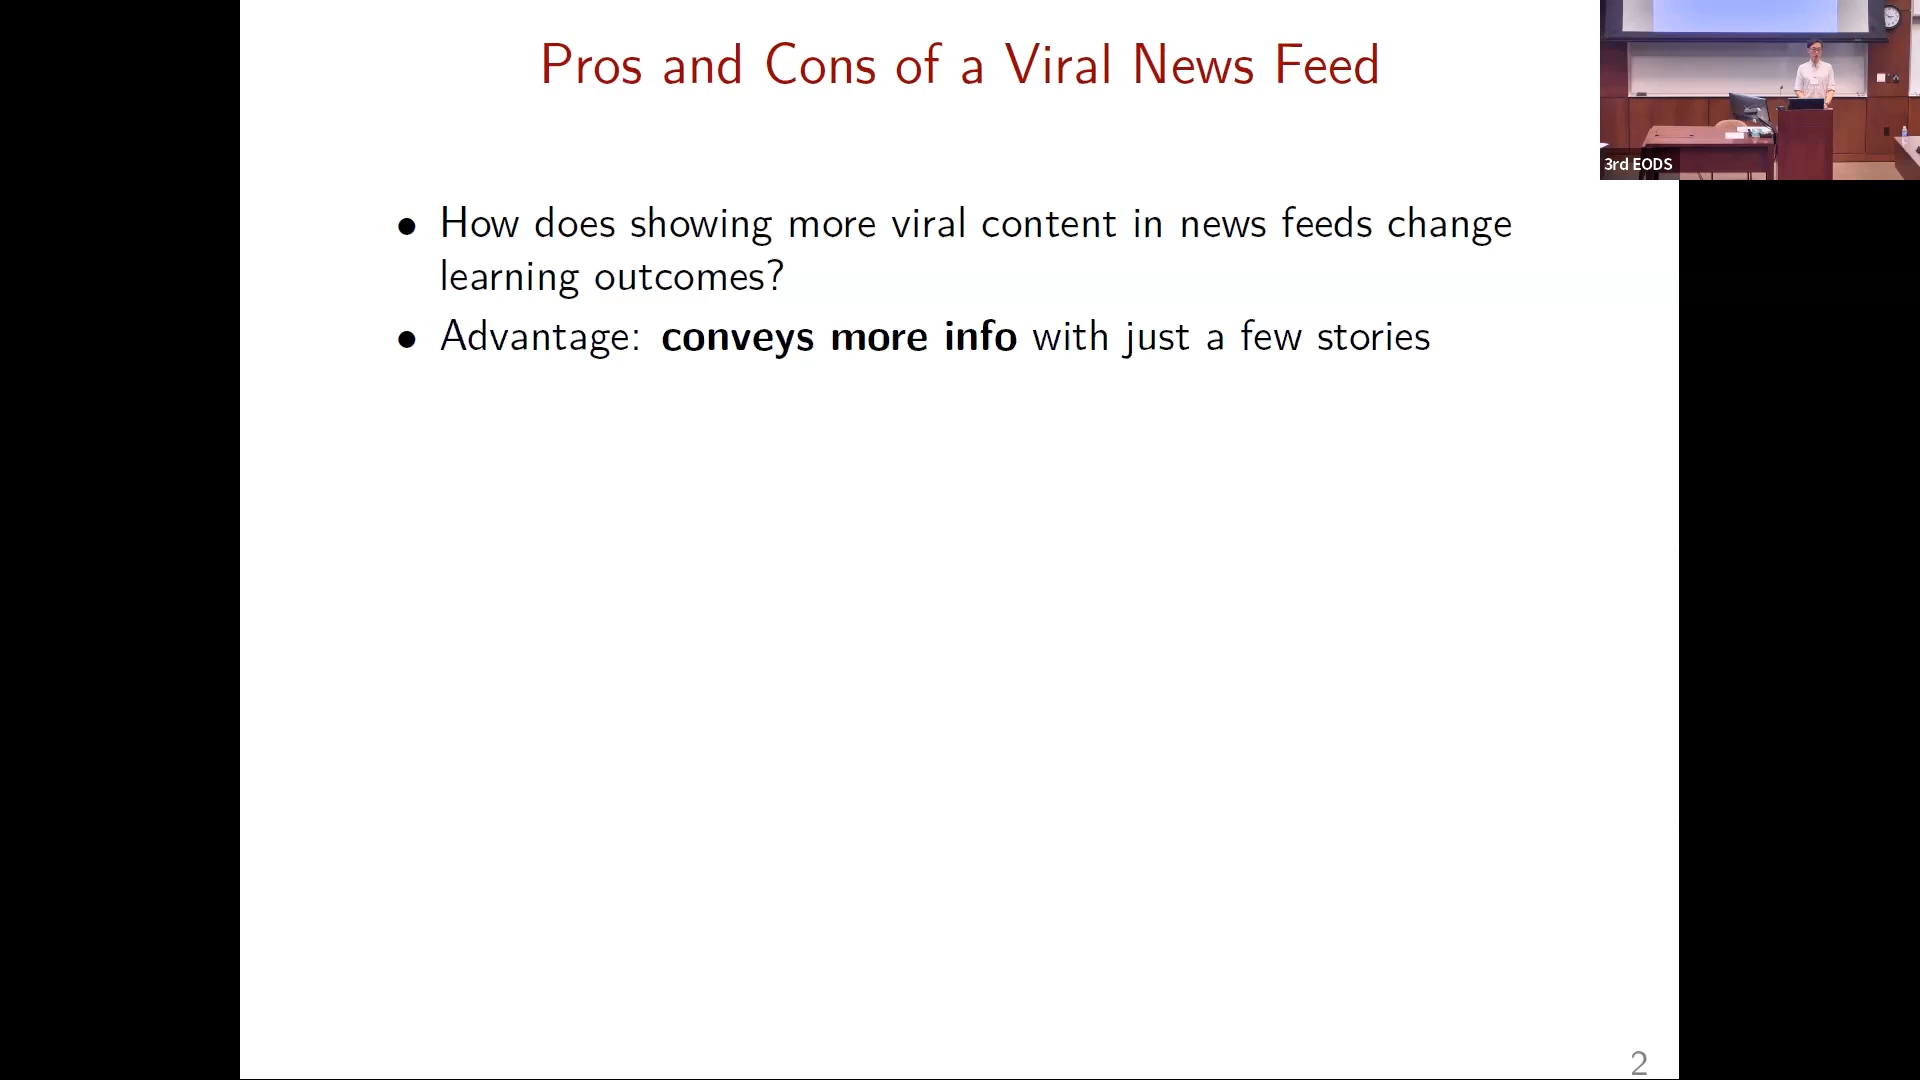 Pros and Cons of a Viral News Feed
3rd EODS
• How does showing more viral content in news feeds change
learning outcomes?
• Advantage: conveys more info with just a few stories
2